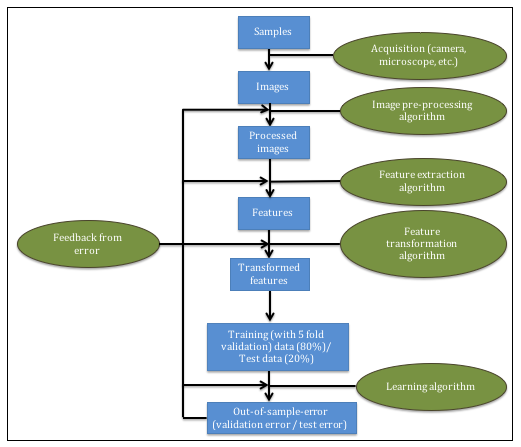 Samples
Acquisition (camera,
microscope, etc.)
Images
Image pre-processing
algorithm
Processed
images
Feature extraction
algorithm
Features
Feature
transformation
algorithm
Feedback from
error
Transformed
features
Training (with 5 fold
validation) data (80%)/
Test data (20%)
Learning algorithm
Out-of-sample-error
(validation error / test error)